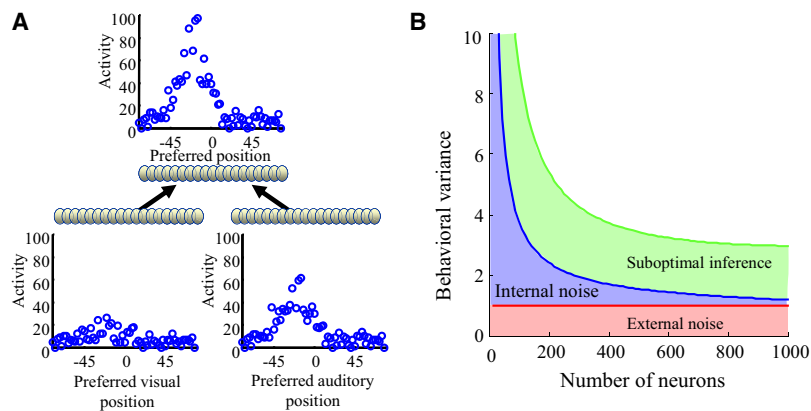 A
Activity
100
80
60
40
20
0
-45 0 45
Preferred position
Activity
100
80
60
40
20
0
-45 0 45
Preferred visual
position
Activity
100
80
60
40
20
0
-45 0 45
Preferred auditory
position
B
Behavioral variance
10
8
6
4
2
0
Suboptimal inference
Internal noise
External noise
0 200 400 600 800 1000
Number of neurons